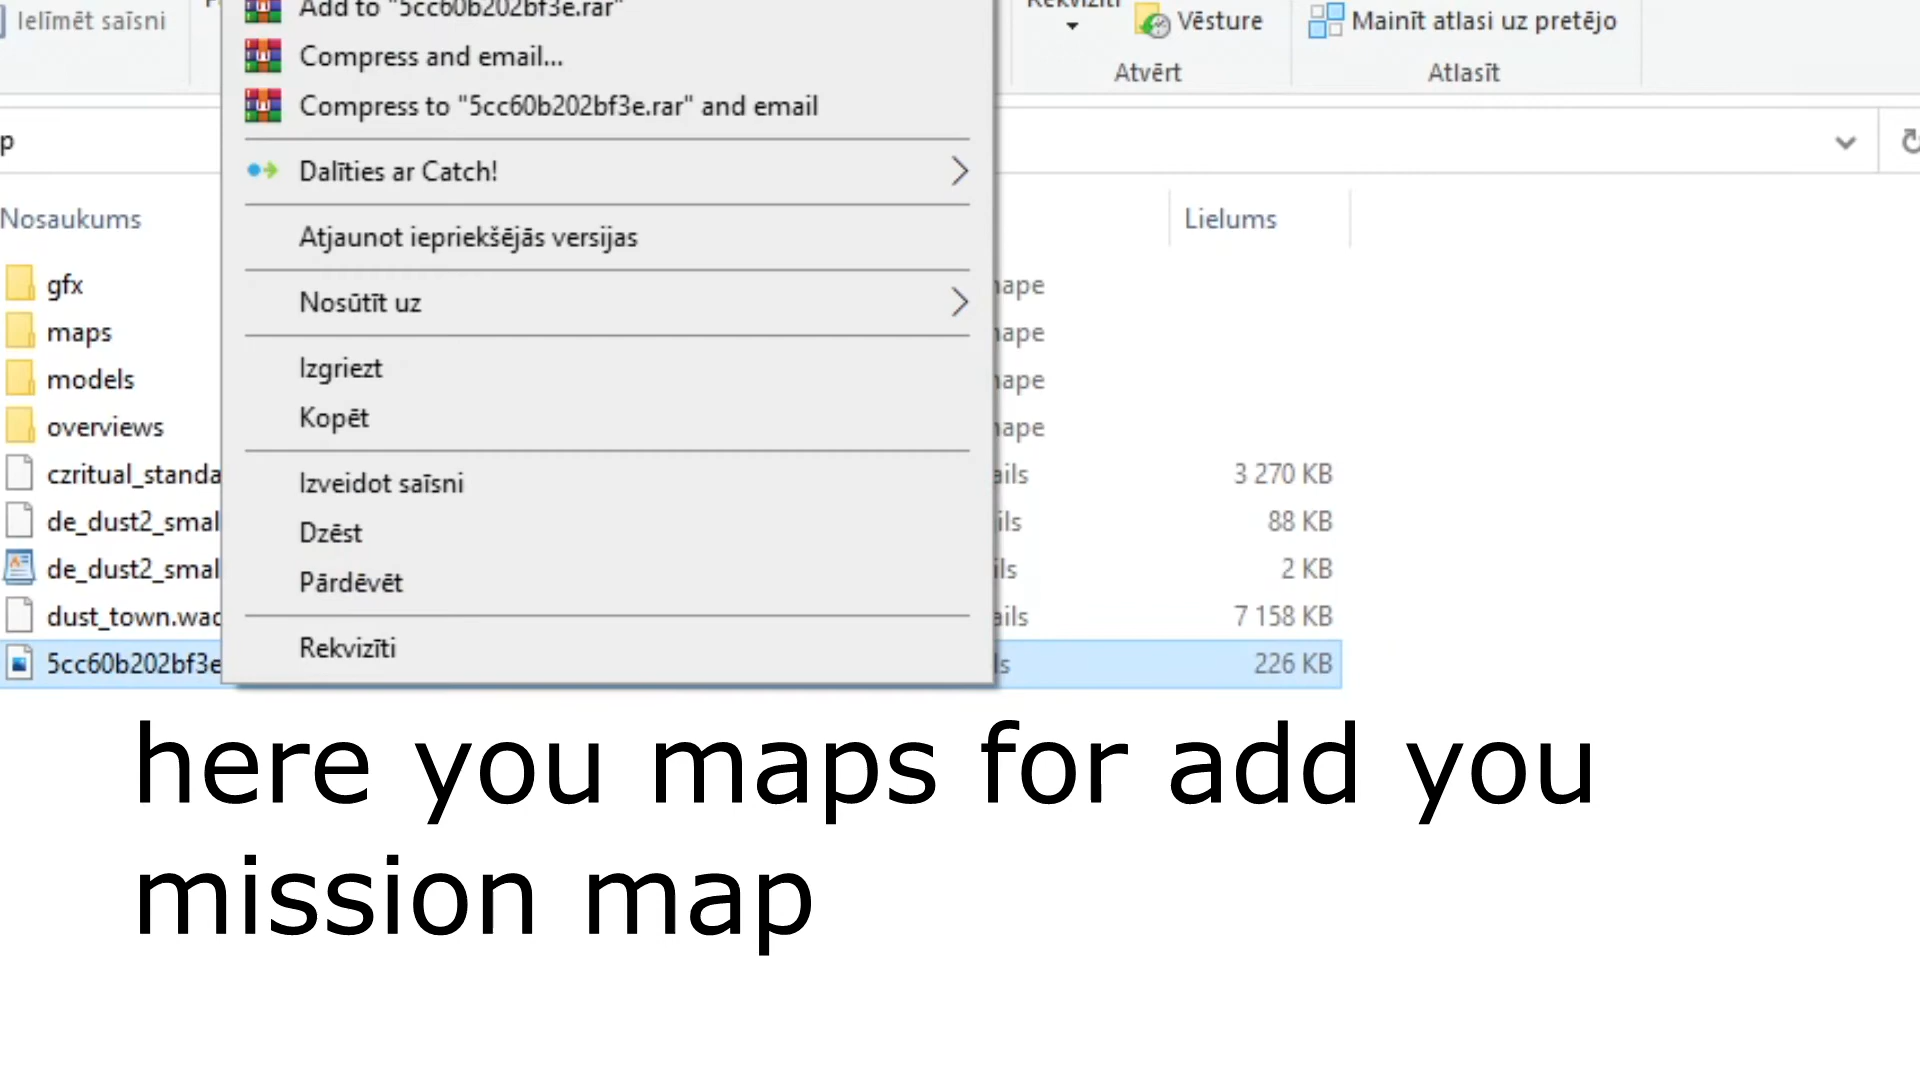 Ielīmēt saīsni
Add to "5cc60b202bf3e.rar"
Compress and email...
Compress to "5cc60b202bf3e.rar" and email
Dalīties ar Catch!
Atjaunot iepriekšējās versijas
Nosūtīt uz
Izgriezt
Kopēt
Izveidot saīsni
Dzēst
Pārdēvēt
Rekvizīti
Rekvizīti
Vēsture
Atvērt
Mainīt atlasi uz pretējo
Atlasīt
p
Nosaukums
Lielums
gfx
maps
models
overviews
czritual_standa
3 270 KB
de_dust2_smal
88 KB
de_dust2_smal
2 KB
dust_town.wad
7 158 KB
5cc60b202bf3e
226 KB
here you maps for add you
mission map